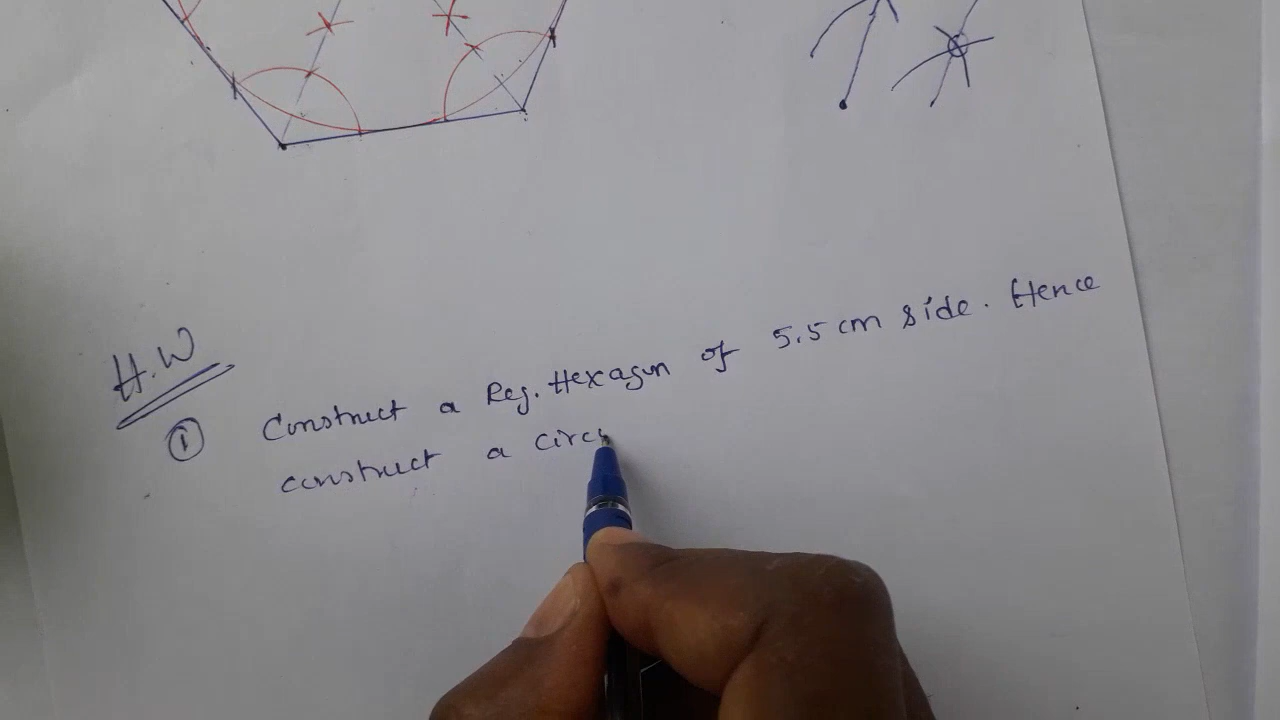 H.W
① Construct a Reg. Hexagon of 5.5 cm side. Hence
construct a circ